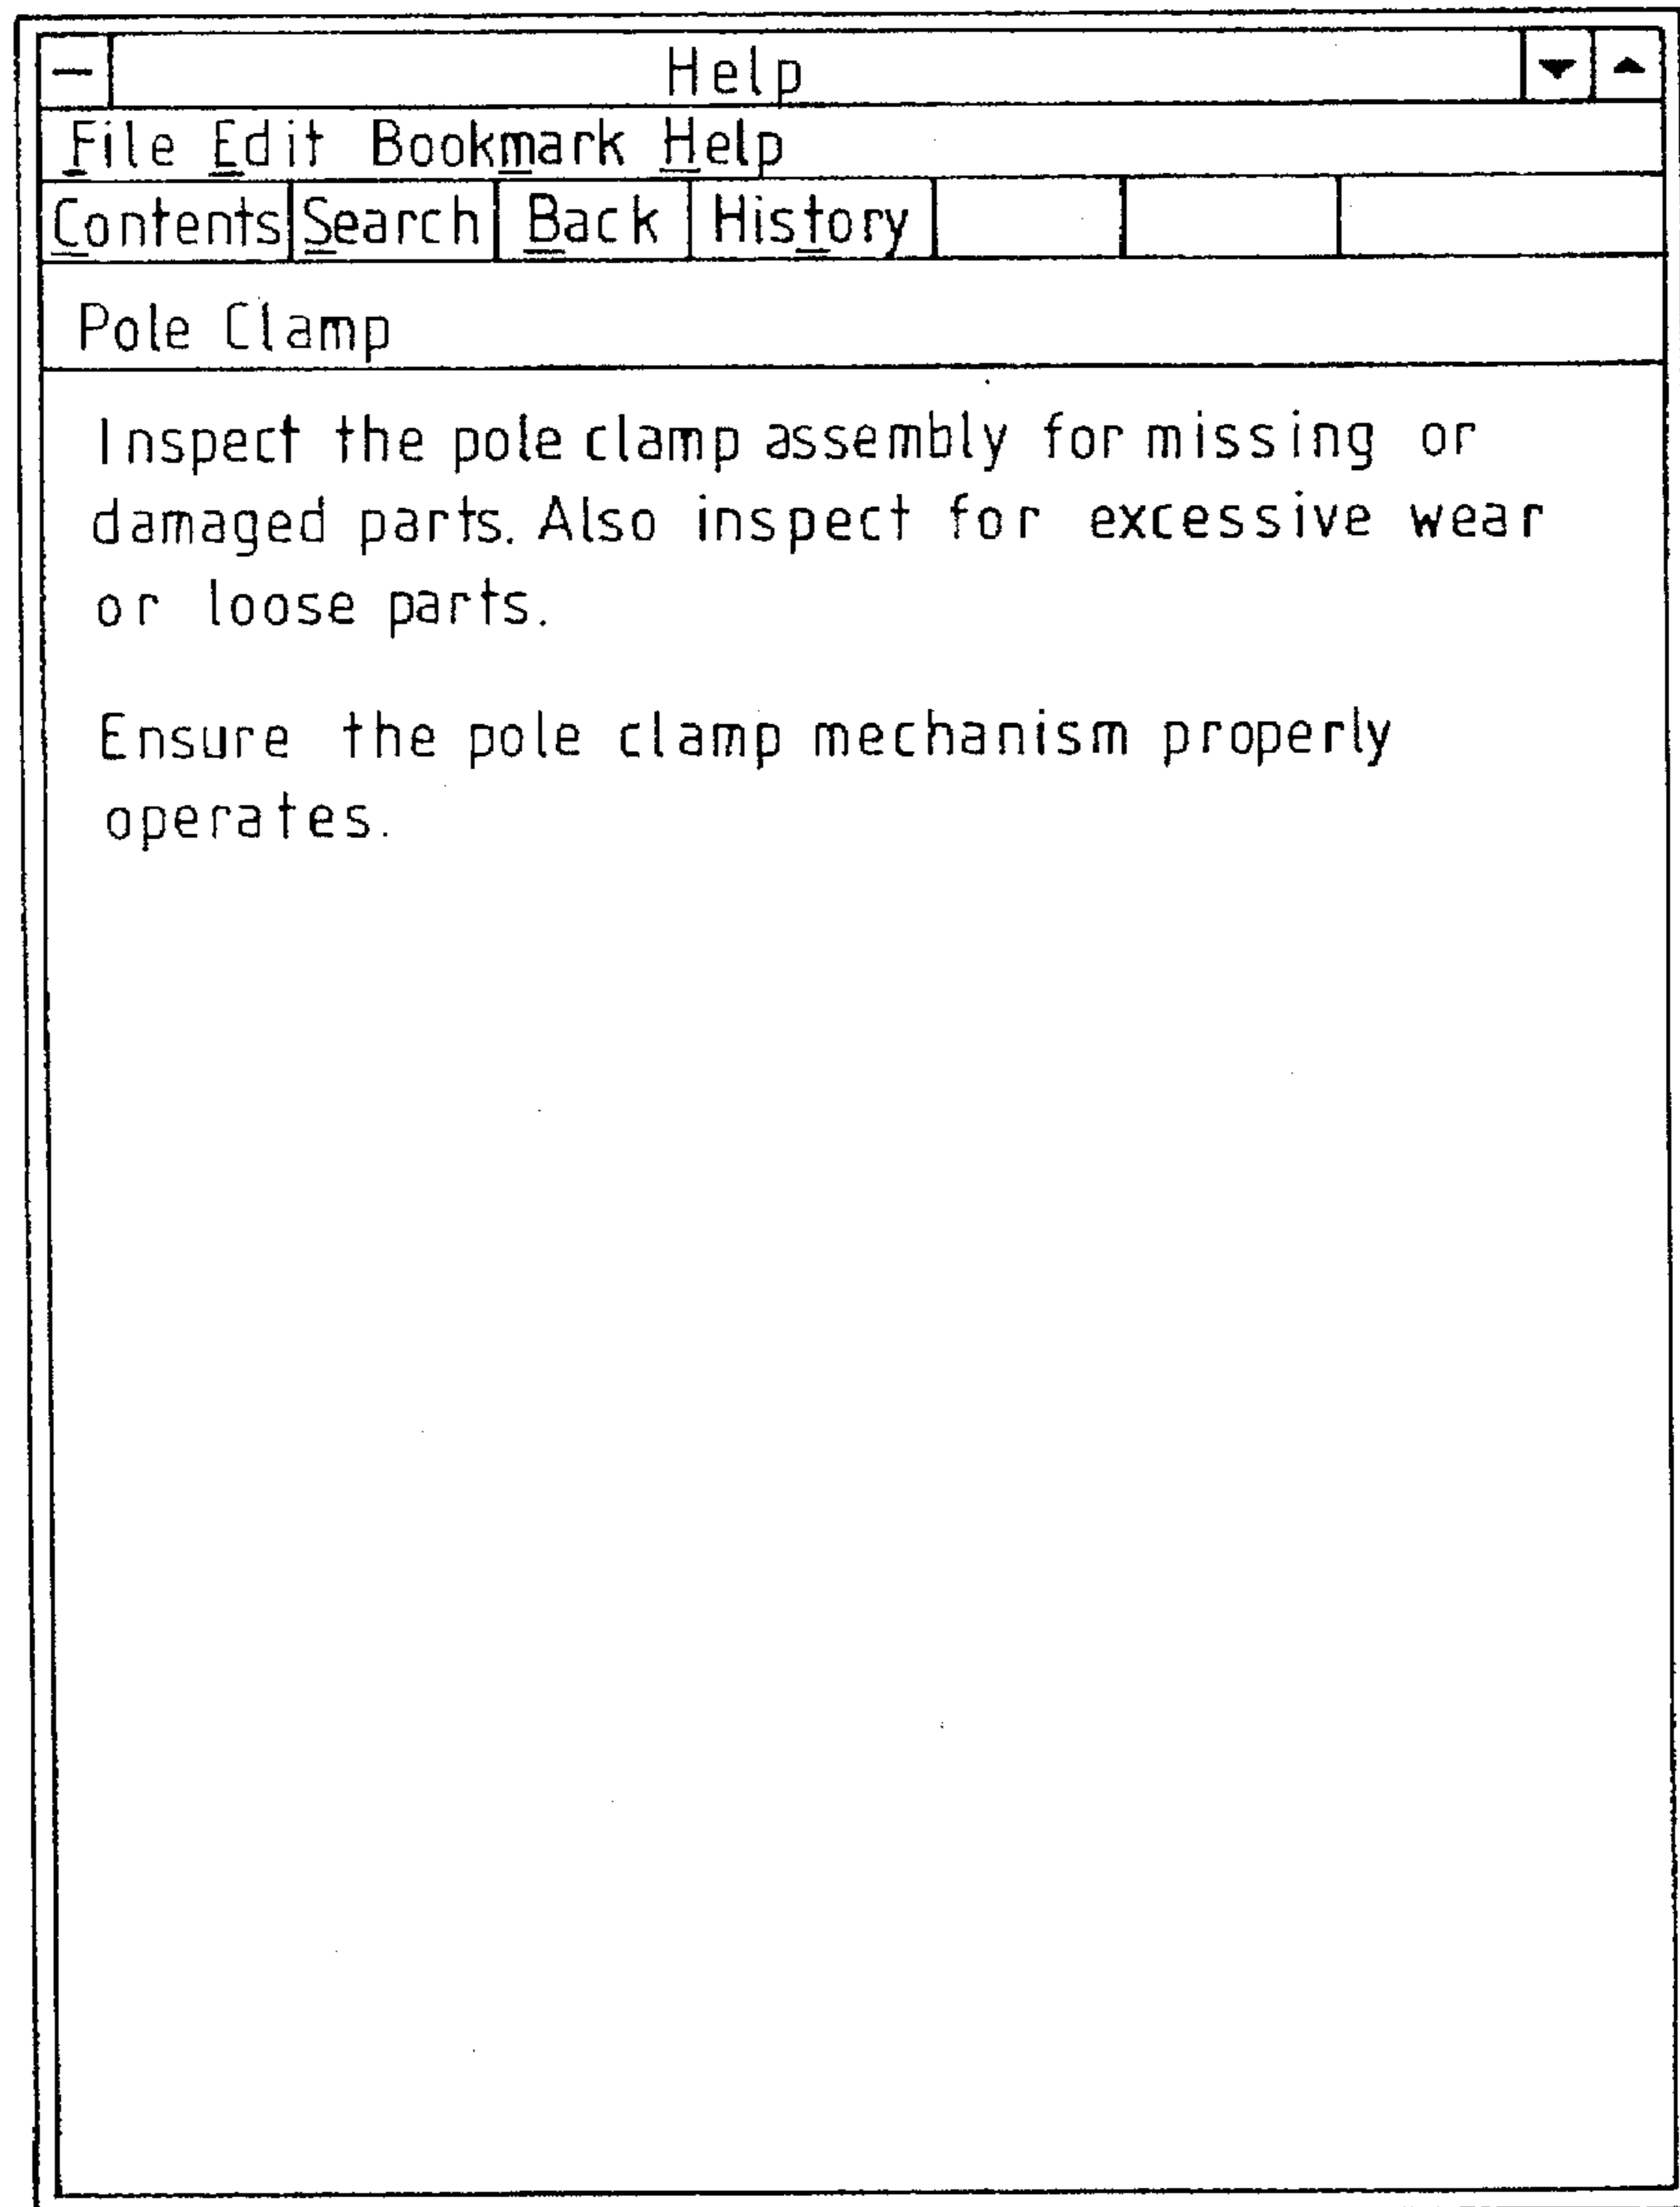 Help
File Edit Bookmark Help
Contents Search Back History
Pole Clamp
Inspect the pole clamp assembly for missing or
damaged parts. Also inspect for excessive wear
or loose parts.
Ensure the pole clamp mechanism properly
operates.